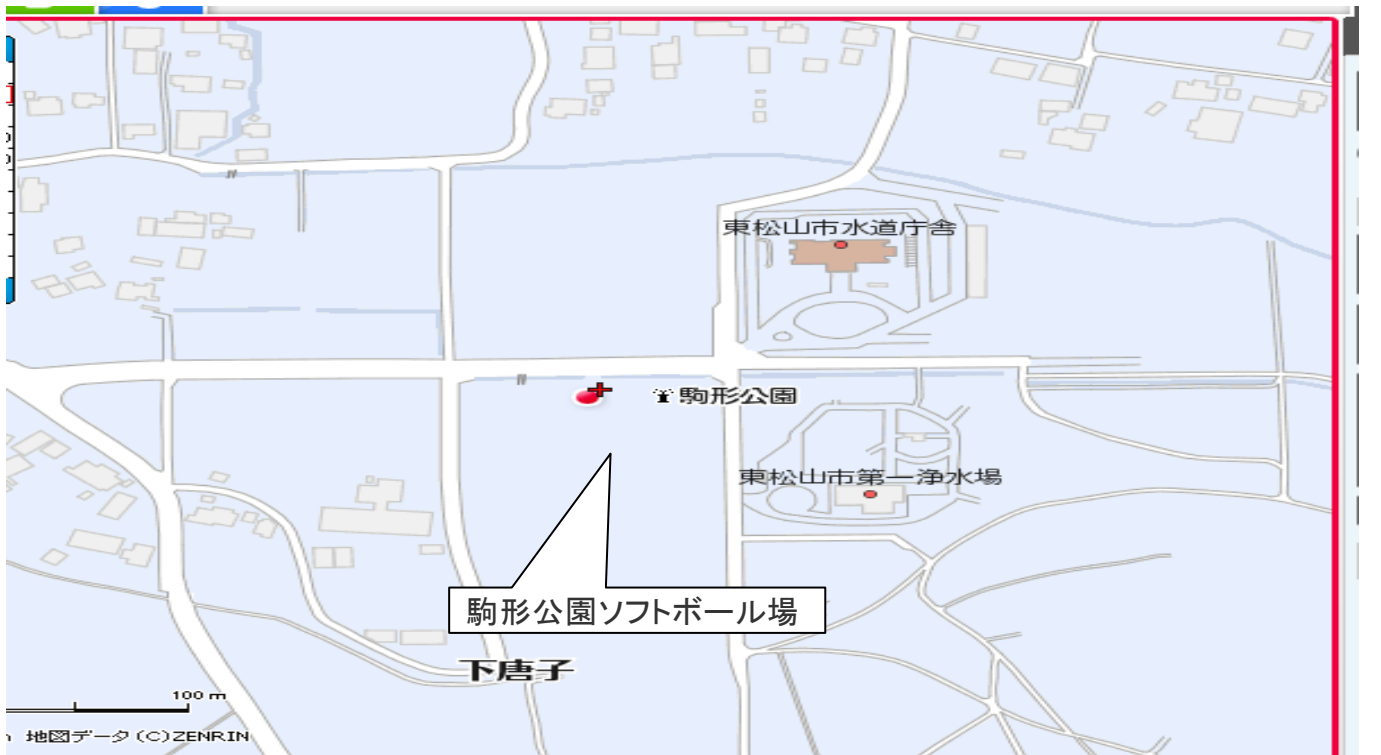 東松山市水道庁舎
駒形公園
東松山市第一浄水場
駒形公園ソフトボール場
下唐子
100 m
地図データ(C)ZENRIN